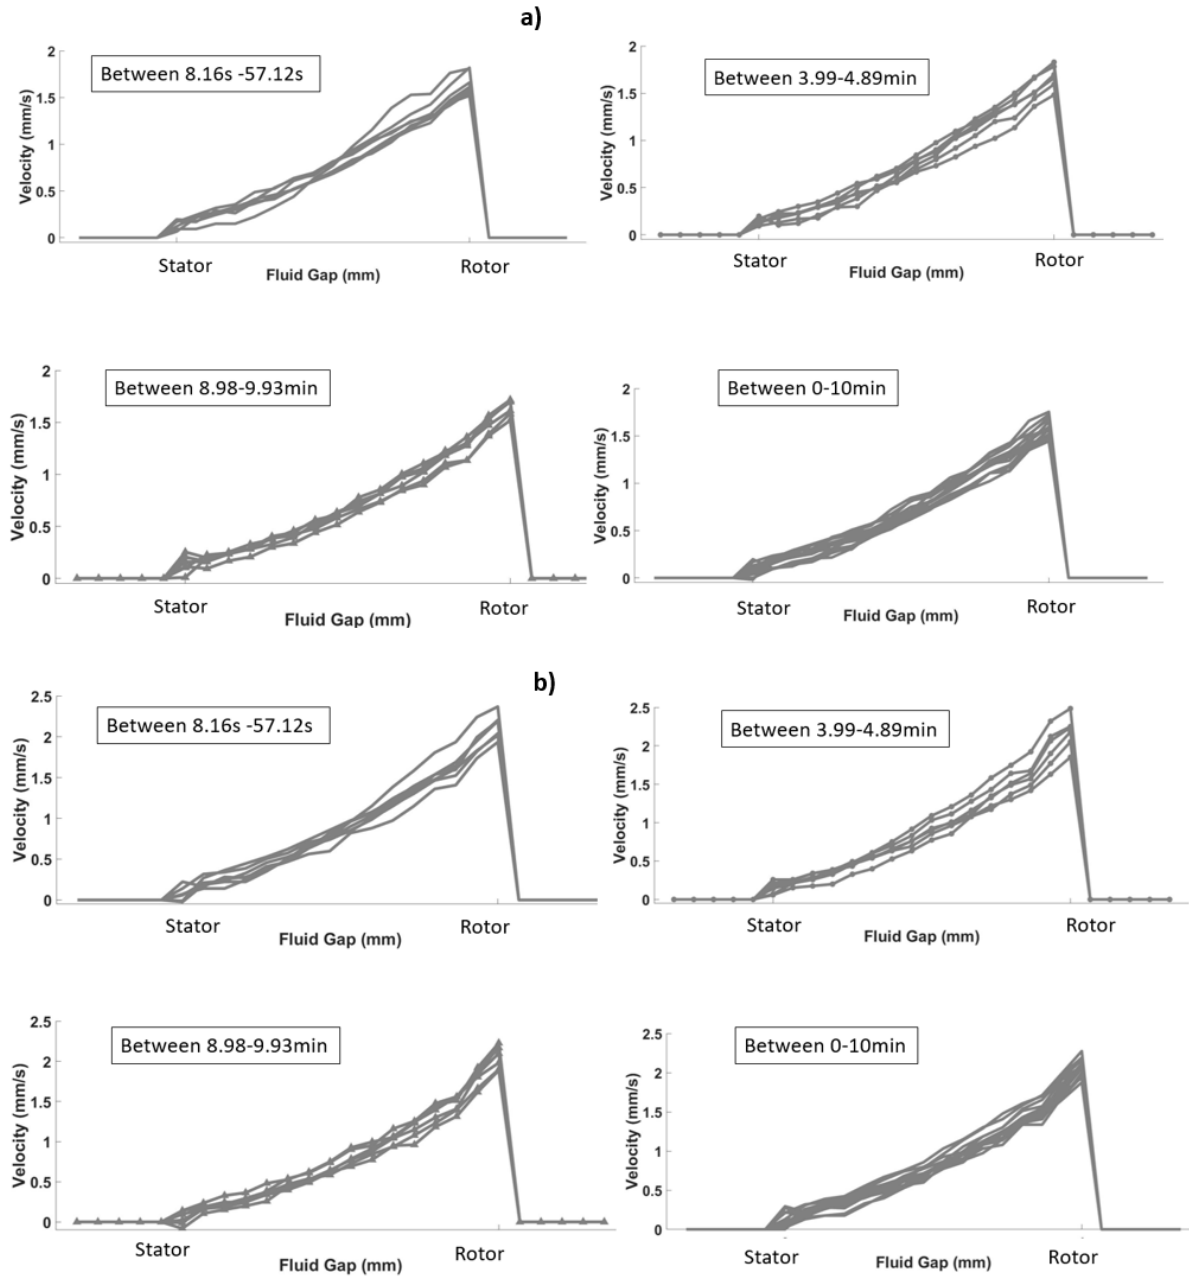 a)
Between 8.16s -57.12s
Velocity (mm/s)
2
1.5
1
0.5
0
Stator
Rotor
Fluid Gap (mm)
Between 3.99-4.89min
Velocity (mm/s)
2
1.5
1
0.5
0
Stator
Rotor
Fluid Gap (mm)
Between 8.98-9.93min
Velocity (mm/s)
2
1.5
1
0.5
0
Stator
Rotor
Fluid Gap (mm)
Between 0-10min
Velocity (mm/s)
2
1.5
1
0.5
0
Stator
Rotor
Fluid Gap (mm)
b)
Between 8.16s -57.12s
Velocity (mm/s)
2.5
2
1.5
1
0.5
0
Stator
Rotor
Fluid Gap (mm)
Between 3.99-4.89min
Velocity (mm/s)
2.5
2
1.5
1
0.5
0
Stator
Rotor
Fluid Gap (mm)
Between 8.98-9.93min
Velocity (mm/s)
2.5
2
1.5
1
0.5
0
Stator
Rotor
Fluid Gap (mm)
Between 0-10min
Velocity (mm/s)
2.5
2
1.5
1
0.5
0
Stator
Rotor
Fluid Gap (mm)